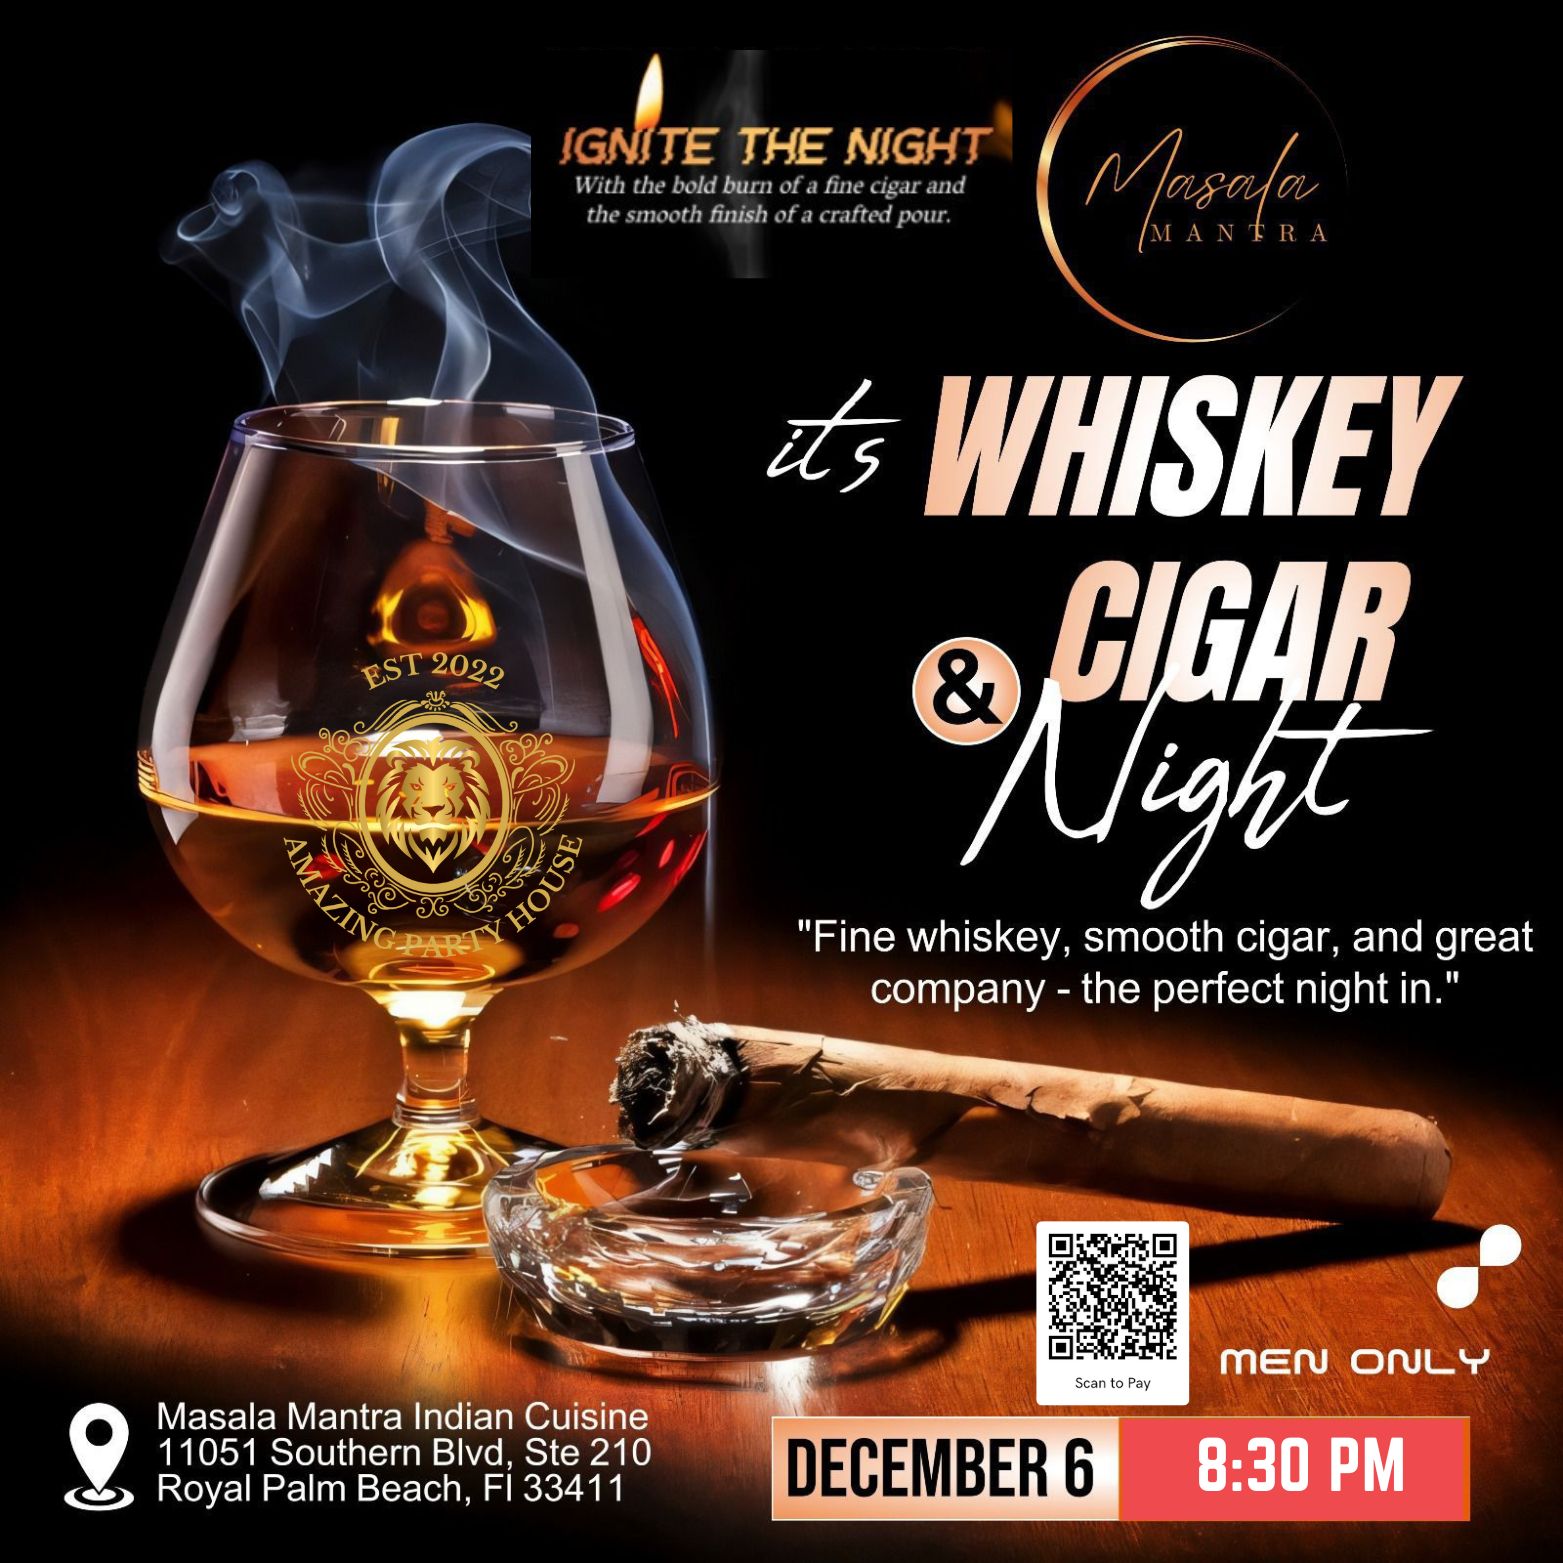 IGNITE THE NIGHT
With the bold burn of a fine cigar and
the smooth finish of a crafted pour.
Masala
MANTRA
its WHISKEY
& CIGAR
Night
"Fine whiskey, smooth cigar, and great
company - the perfect night in."
EST 2022
AMAZING PARTY HOUSE
Scan to Pay
MEN ONLY
Masala Mantra Indian Cuisine
11051 Southern Blvd, Ste 210
Royal Palm Beach, Fl 33411
DECEMBER 6 8:30 PM